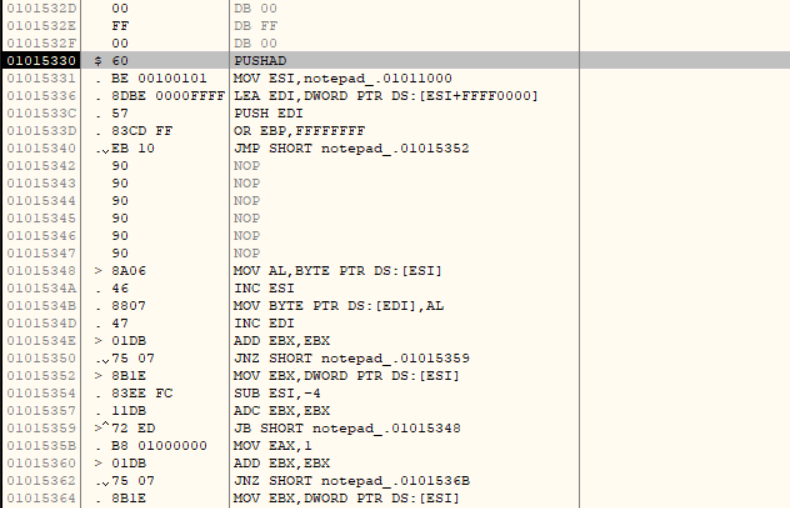 0101532D 00 DB 00
0101532E FF DB FF
0101532F 00 DB 00
01015330 $ 60 PUSHAD
01015331 . BE 00100101 MOV ESI,notepad_.01011000
01015336 . 8DBE 0000FFFF LEA EDI,DWORD PTR DS:[ESI+FFFF0000]
0101533C . 57 PUSH EDI
0101533D . 83CD FF OR EBP,FFFFFFFF
01015340 .⌄EB 10 JMP SHORT notepad_.01015352
01015342 90 NOP
01015343 90 NOP
01015344 90 NOP
01015345 90 NOP
01015346 90 NOP
01015347 90 NOP
01015348 > 8A06 MOV AL,BYTE PTR DS:[ESI]
0101534A . 46 INC ESI
0101534B . 8807 MOV BYTE PTR DS:[EDI],AL
0101534D . 47 INC EDI
0101534E > 01DB ADD EBX,EBX
01015350 .⌄75 07 JNZ SHORT notepad_.01015359
01015352 > 8B1E MOV EBX,DWORD PTR DS:[ESI]
01015354 . 83EE FC SUB ESI,-4
01015357 . 11DB ADC EBX,EBX
01015359 >^72 ED JB SHORT notepad_.01015348
0101535B . B8 01000000 MOV EAX,1
01015360 > 01DB ADD EBX,EBX
01015362 .⌄75 07 JNZ SHORT notepad_.0101536B
01015364 . 8B1E MOV EBX,DWORD PTR DS:[ESI]